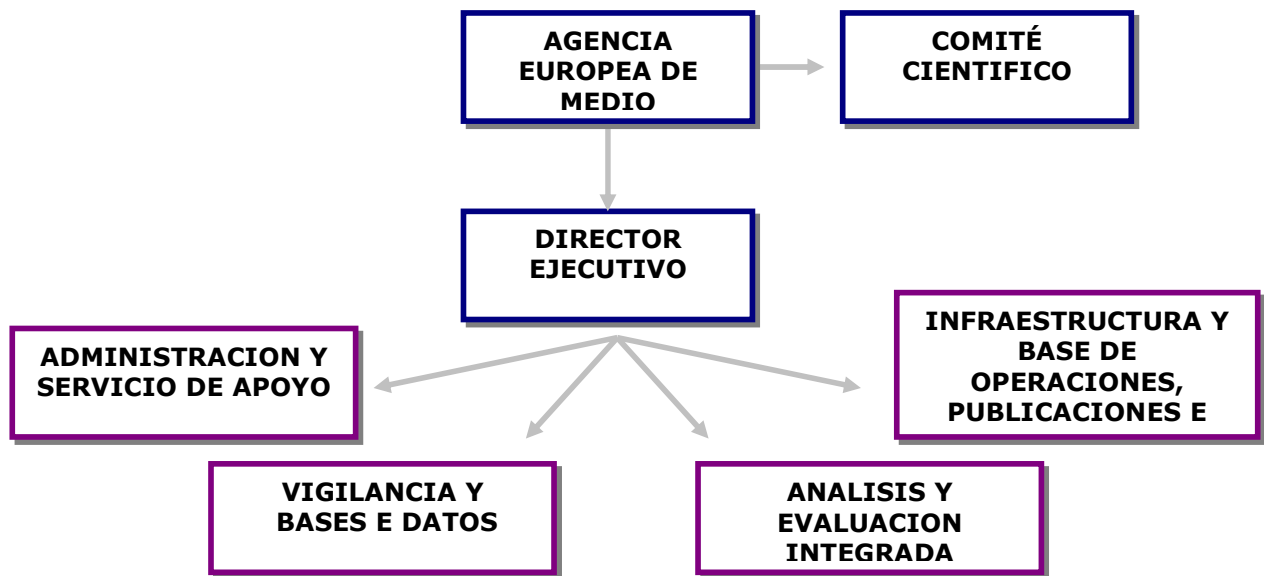 AGENCIA
EUROPEA DE
MEDIO
COMITÉ
CIENTIFICO
DIRECTOR
EJECUTIVO
ADMINISTRACION Y
SERVICIO DE APOYO
INFRAESTRUCTURA Y
BASE DE
OPERACIONES,
PUBLICACIONES E
VIGILANCIA Y
BASES E DATOS
ANALISIS Y
EVALUACION
INTEGRADA